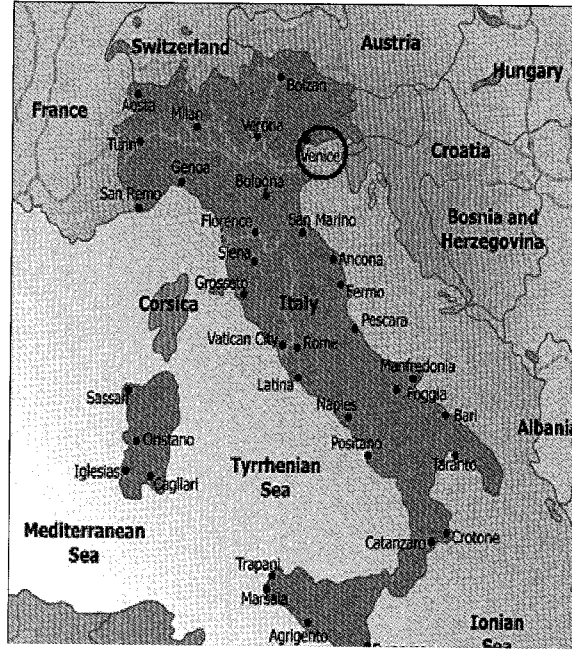 Switzerland
Austria
Hungary
France
Aosta
Bolzan
Milan
Verona
Turin
Venice
Croatia
Genoa
Bologna
San Remo
Florence
San Marino
Bosnia and
Herzegovina
Siena
Ancona
Grosseto
Fermo
Corsica
Italy
Pescara
Vatican City
Rome
Latina
Manfredonia
Foggia
Sassari
Naples
Bari
Albania
Oristano
Positano
Taranto
Iglesias
Cagliari
Tyrrhenian
Sea
Mediterranean
Sea
Catanzaro
Crotone
Trapani
Marsala
Agrigento
Ionian
Sea